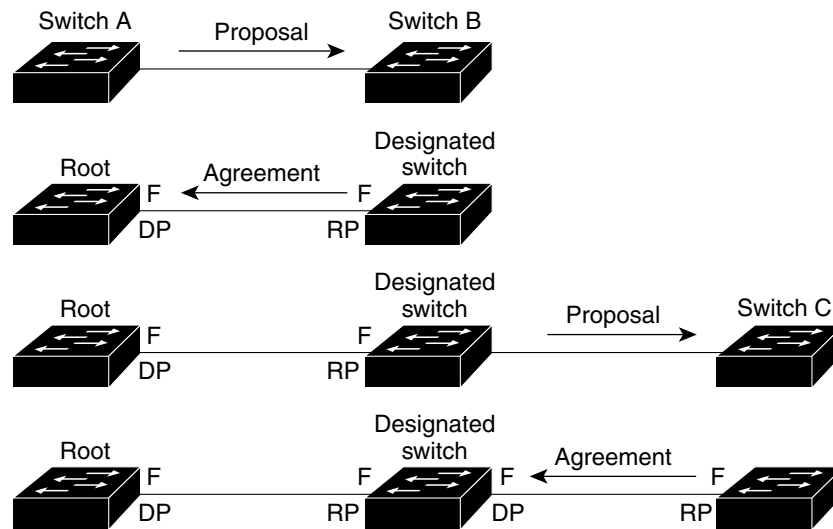 Switch A
Proposal
Switch B
Designated
switch
Root
Agreement
F
F
DP
RP
Designated
switch
Root
Proposal
Switch C
F
F
DP
RP
Designated
switch
Root
Agreement
F
F
F
F
DP
RP
DP
RP